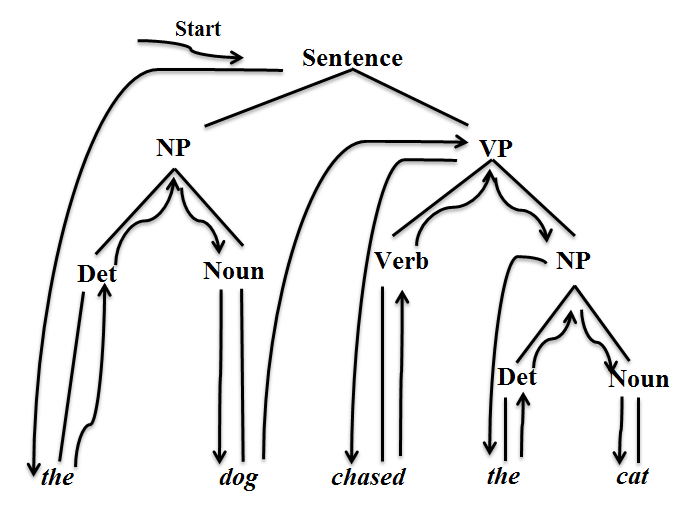 Start
Sentence
NP
VP
Det
Noun
Verb
NP
Det
Noun
the
dog
chased
the
cat